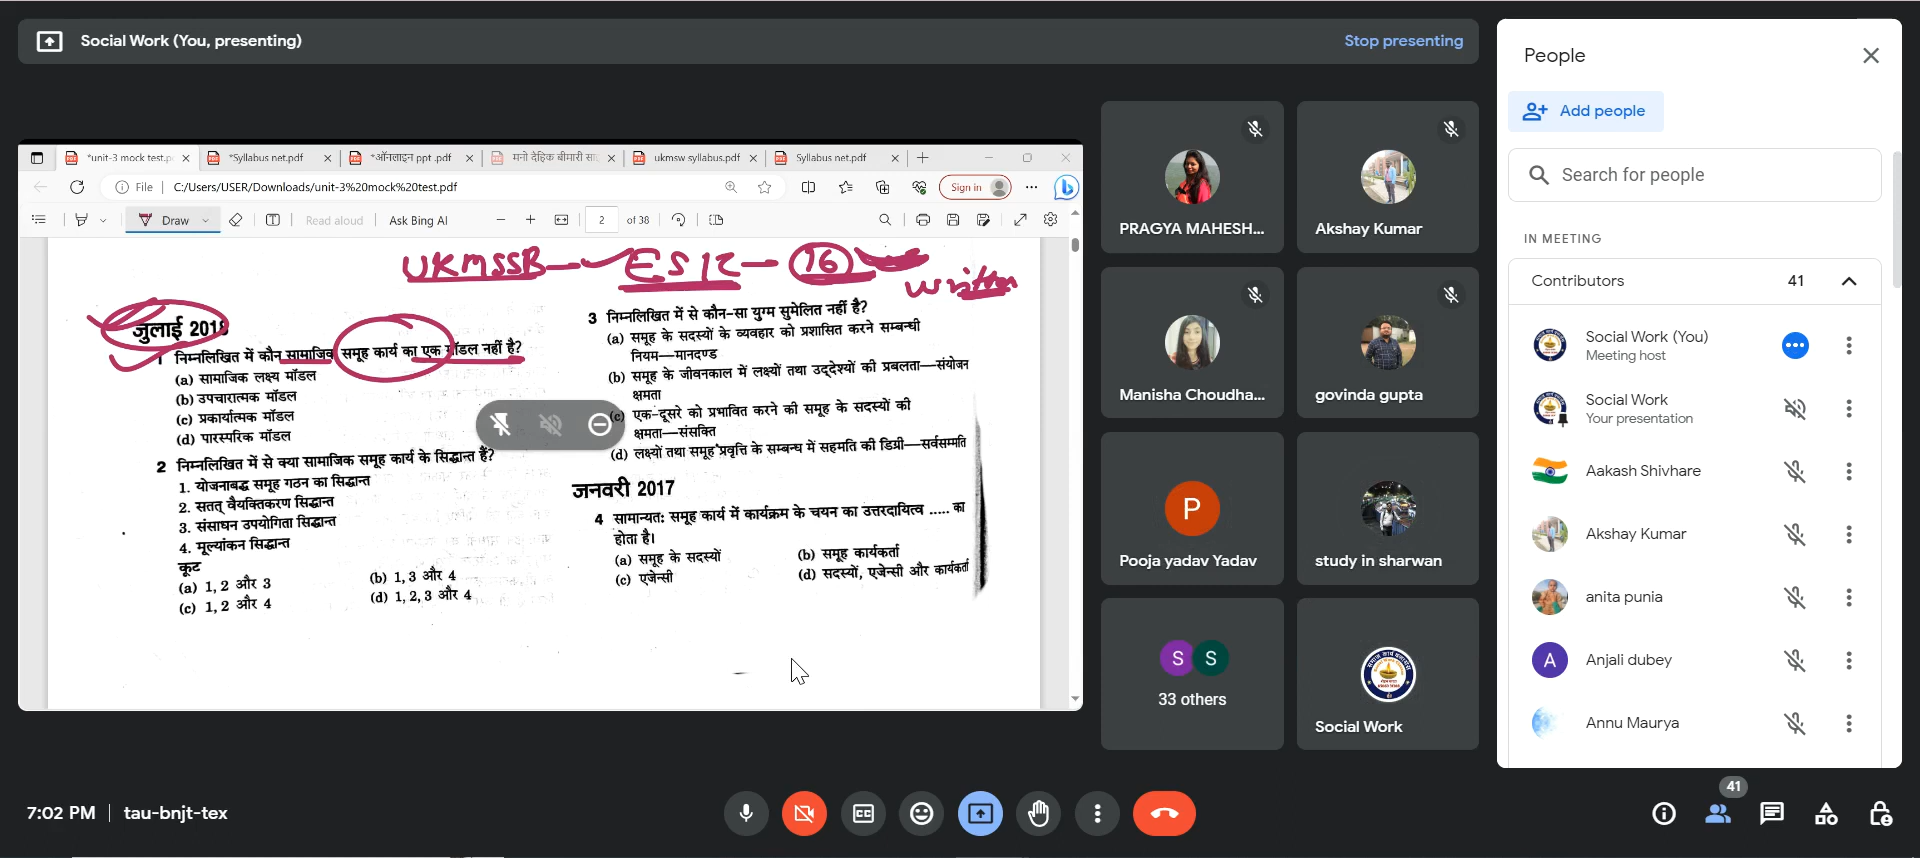 Social Work (You, presenting)
Stop presenting
*unit-3 mock test.p
*Syllabus net.pdf
*ऑनलाइन ppt .pdf
मनो दैहिक बीमारी सा
ukmsw syllabus.pdf
Syllabus net.pdf
File
C:/Users/USER/Downloads/unit-3%20mock%20test.pdf
Sign in
Draw
Read aloud
Ask Bing AI
2
of 38
UKMSSB — ESIC — 16
written
जुलाई 2018
1 निम्नलिखित में कौन सामाजिक समूह कार्य का एक मॉडल नहीं है?
(a) सामाजिक लक्ष्य मॉडल
(b) उपचारात्मक मॉडल
(c) प्रकार्यात्मक मॉडल
(d) पारस्परिक मॉडल
2 निम्नलिखित में से क्या सामाजिक समूह कार्य के सिद्धान्त हैं?
1. योजनाबद्ध समूह गठन का सिद्धान्त
2. सतत् वैयक्तिकरण सिद्धान्त
3. संसाधन उपयोगिता सिद्धान्त
4. मूल्यांकन सिद्धान्त
कूट
(a) 1, 2 और 3
(b) 1, 3 और 4
(c) 1, 2 और 4
(d) 1, 2, 3 और 4
3 निम्नलिखित में से कौन-सा युग्म सुमेलित नहीं है?
(a) समूह के सदस्यों के व्यवहार को प्रशासित करने सम्बन्धी
नियम—मानदण्ड
(b) समूह के जीवनकाल में लक्ष्यों तथा उद्देश्यों की प्रबलता—संयोजन
क्षमता
(c) एक-दूसरे को प्रभावित करने की समूह के सदस्यों की
क्षमता—संसक्ति
(d) लक्ष्यों तथा समूह प्रवृत्ति के सम्बन्ध में सहमति की डिग्री—सर्वसम्मति
जनवरी 2017
4 सामान्यतः समूह कार्य में कार्यक्रम के चयन का उत्तरदायित्व ..... का
होता है।
(a) समूह के सदस्यों
(b) समूह कार्यकर्ता
(c) एजेन्सी
(d) सदस्यों, एजेन्सी और कार्यकर्ता
PRAGYA MAHESH...
Akshay Kumar
Manisha Choudha...
govinda gupta
P
Pooja yadav Yadav
study in sharwan
S S
33 others
Social Work
People
Add people
Search for people
IN MEETING
Contributors
41
Social Work (You)
Meeting host
Social Work
Your presentation
Aakash Shivhare
Akshay Kumar
anita punia
A
Anjali dubey
Annu Maurya
7:02 PM
tau-bnjt-tex
41